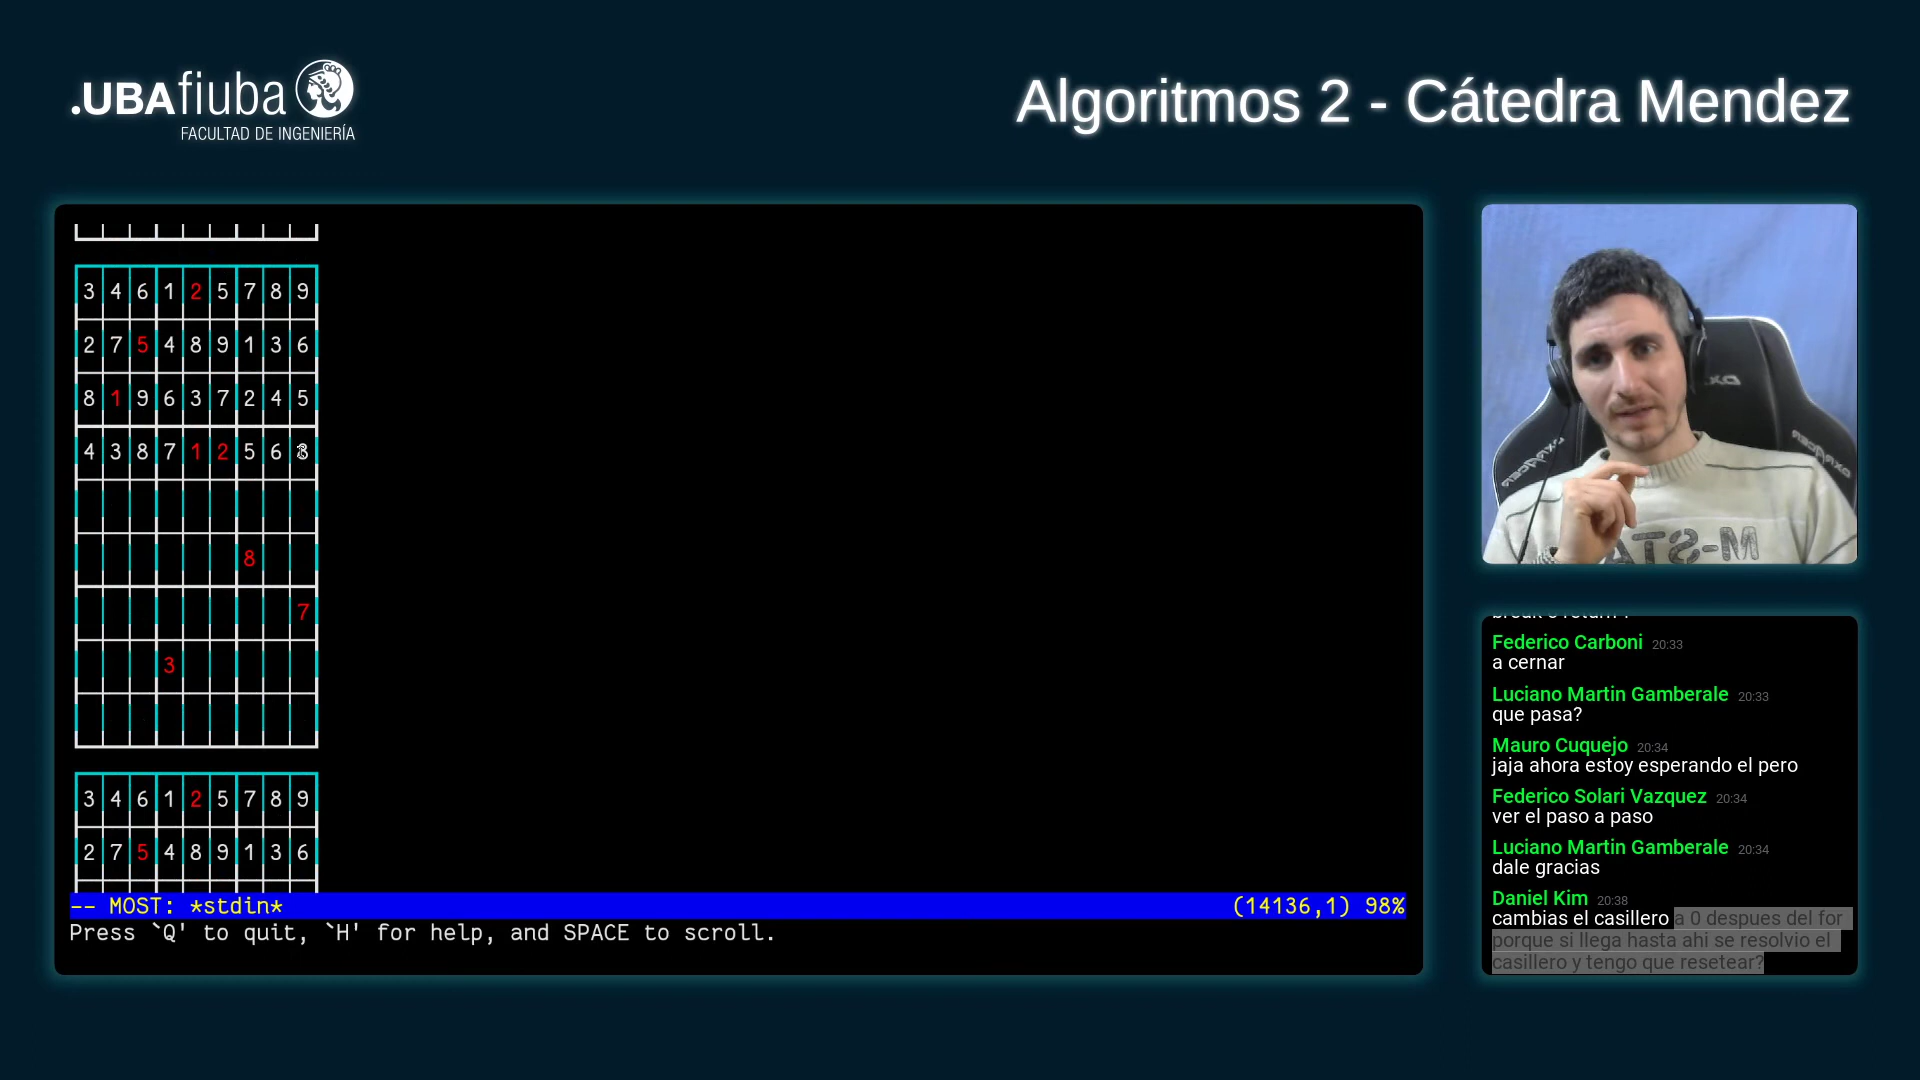 .UBAfiuba
FACULTAD DE INGENIERÍA
Algoritmos 2 - Cátedra Mendez
3 4 6 1 2 5 7 8 9
2 7 5 4 8 9 1 3 6
8 1 9 6 3 7 2 4 5
4 3 8 7 1 2 5 6
8
7
3
3 4 6 1 2 5 7 8 9
2 7 5 4 8 9 1 3 6
-- MOST: *stdin* (14136,1) 98%
Press `Q' to quit, `H' for help, and SPACE to scroll.
M-STA
Federico Carboni 20:33
a cernar
Luciano Martin Gamberale 20:33
que pasa?
Mauro Cuquejo 20:34
jaja ahora estoy esperando el pero
Federico Solari Vazquez 20:34
ver el paso a paso
Luciano Martin Gamberale 20:34
dale gracias
Daniel Kim 20:38
cambias el casillero a 0 despues del for
porque si llega hasta ahi se resolvio el
casillero y tengo que resetear?